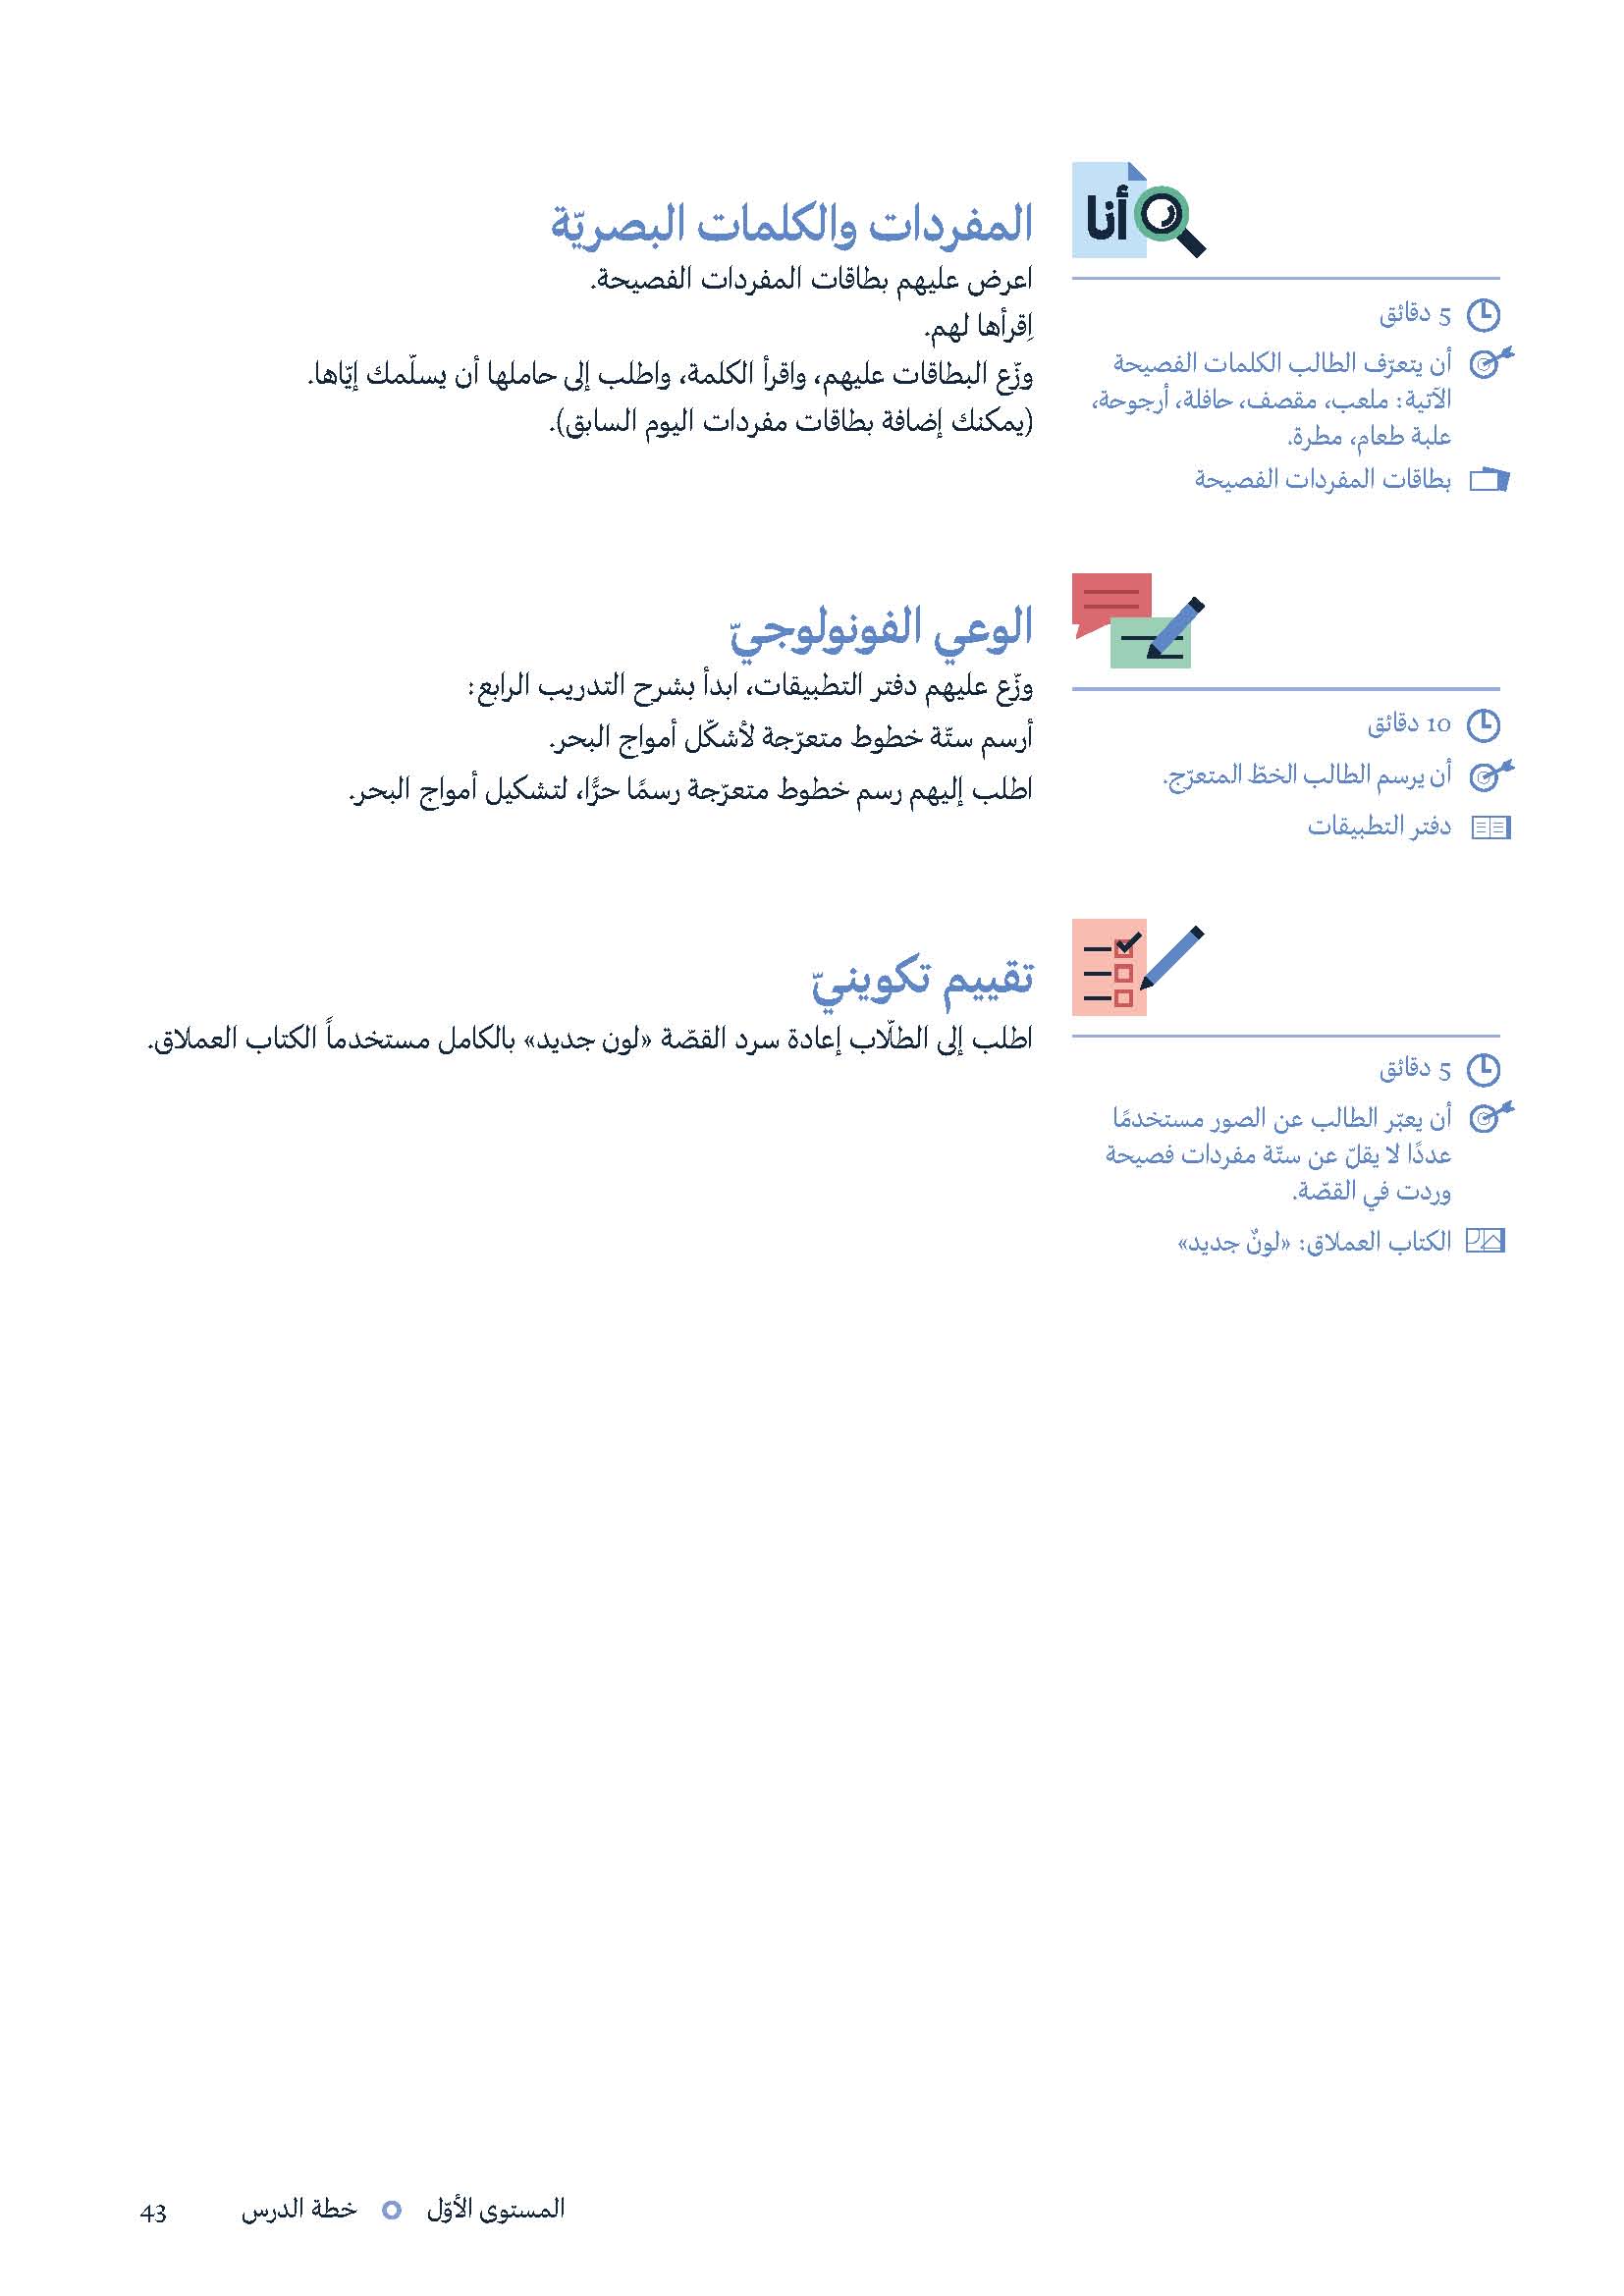 أنا
المفردات والكلمات البصريّة
اعرض عليهم بطاقات المفردات الفصيحة.
اِقرأها لهم.
وزّع البطاقات عليهم، واقرأ الكلمة، واطلب إلى حاملها أن يسلّمك إيّاها.
(يمكنك إضافة بطاقات مفردات اليوم السابق).
5 دقائق
أن يتعرّف الطالب الكلمات الفصيحة
الآتية: ملعب، مقصف، حافلة، أرجوحة،
علبة طعام، مطرة.
بطاقات المفردات الفصيحة
الوعي الفونولوجيّ
وزّع عليهم دفتر التطبيقات، ابدأ بشرح التدريب الرابع:
أرسم ستّة خطوط متعرّجة لأشكّل أمواج البحر.
اطلب إليهم رسم خطوط متعرّجة رسمًا حرًّا، لتشكيل أمواج البحر.
10 دقائق
أن يرسم الطالب الخطّ المتعرّج.
دفتر التطبيقات
تقييم تكوينيّ
اطلب إلى الطلّاب إعادة سرد القصّة «لون جديد» بالكامل مستخدماً الكتاب العملاق.
5 دقائق
أن يعبّر الطالب عن الصور مستخدمًا
عددًا لا يقلّ عن ستّة مفردات فصيحة
وردت في القصّة.
الكتاب العملاق: «لونٌ جديد»
المستوى الأوّل خطة الدرس 43